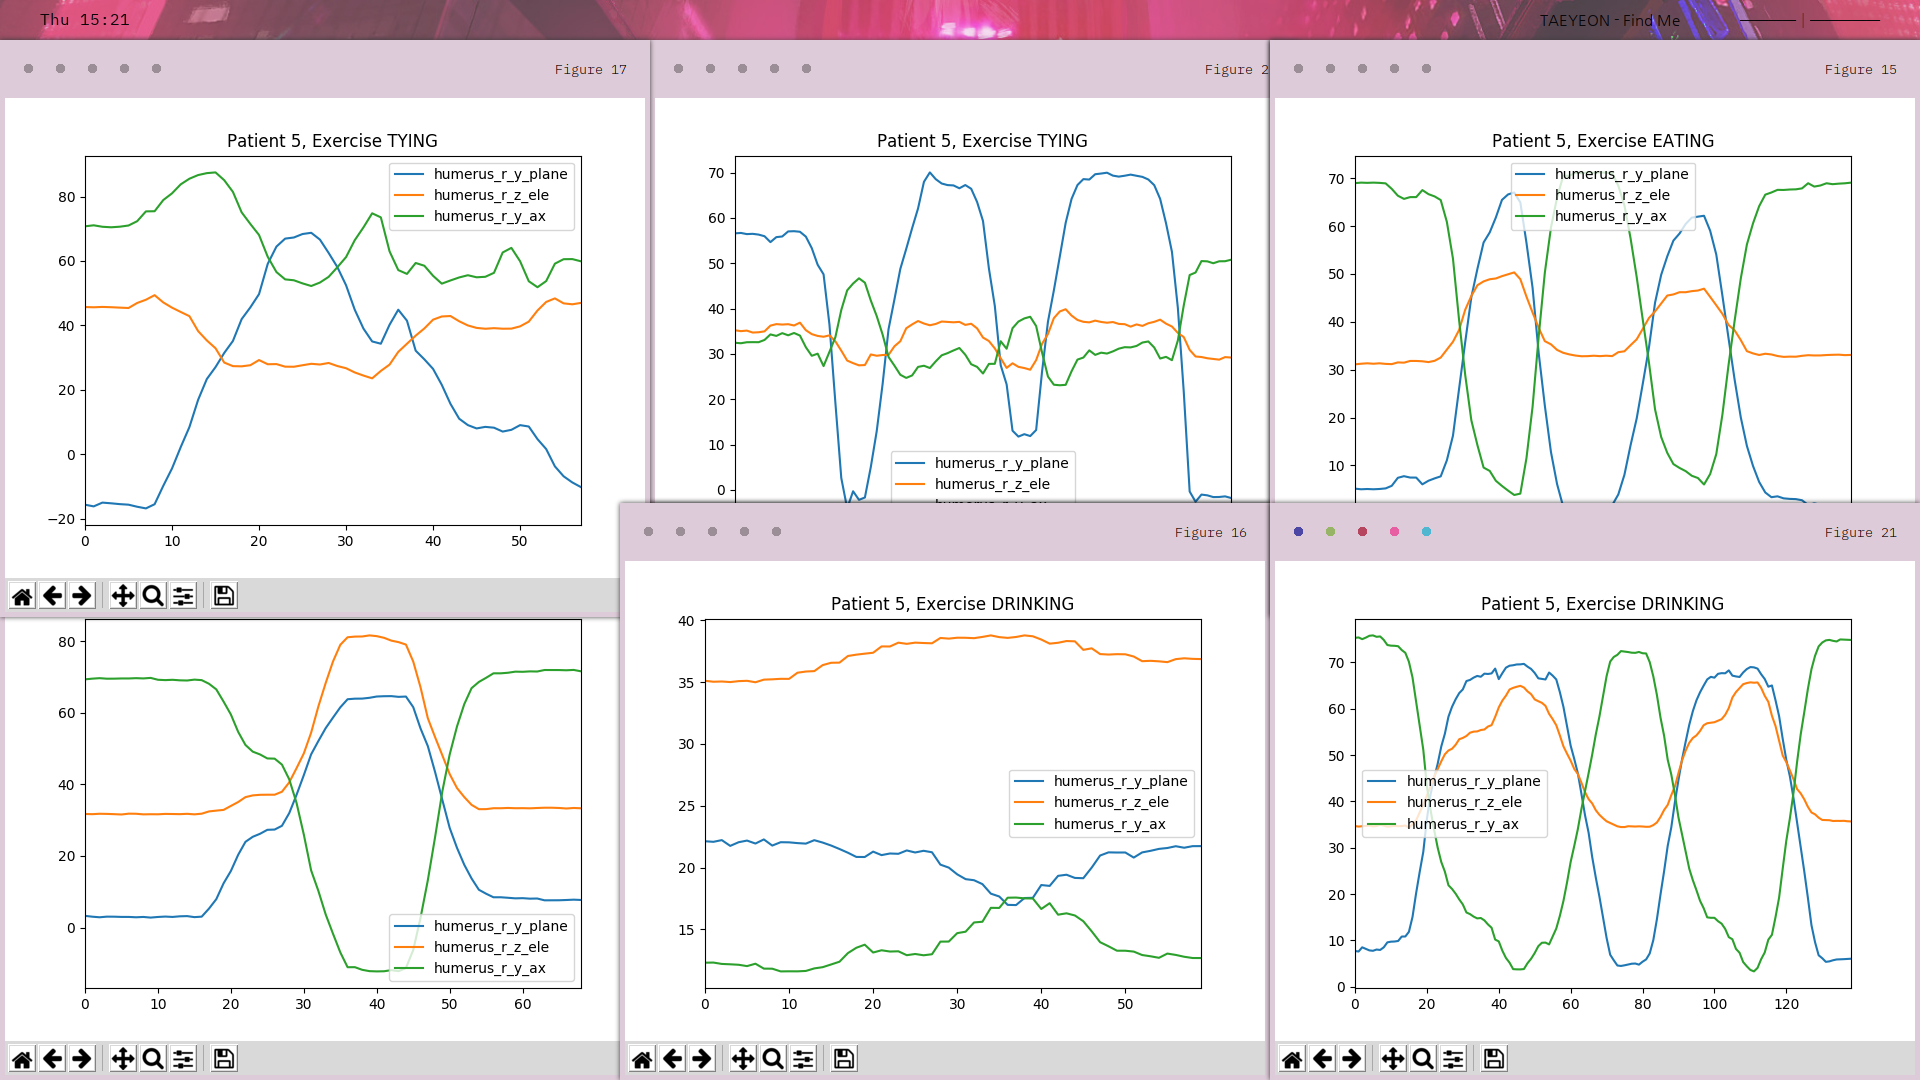 Thu 15:21
TAEYEON - Find Me
Figure 17
Patient 5, Exercise TYING
humerus_r_y_plane
humerus_r_z_ele
humerus_r_y_ax
80
60
40
20
0
−20
0 10 20 30 40 50
Figure 2
Patient 5, Exercise TYING
70
60
50
40
30
20
10
0
humerus_r_y_plane
humerus_r_z_ele
Figure 15
Patient 5, Exercise EATING
humerus_r_y_plane
humerus_r_z_ele
humerus_r_y_ax
70
60
50
40
30
20
10
80
60
40
20
0
humerus_r_y_plane
humerus_r_z_ele
humerus_r_y_ax
0 10 20 30 40 50 60
Figure 16
Patient 5, Exercise DRINKING
40
35
30
25
20
15
humerus_r_y_plane
humerus_r_z_ele
humerus_r_y_ax
0 10 20 30 40 50
Figure 21
Patient 5, Exercise DRINKING
70
60
50
40
30
20
10
0
humerus_r_y_plane
humerus_r_z_ele
humerus_r_y_ax
0 20 40 60 80 100 120